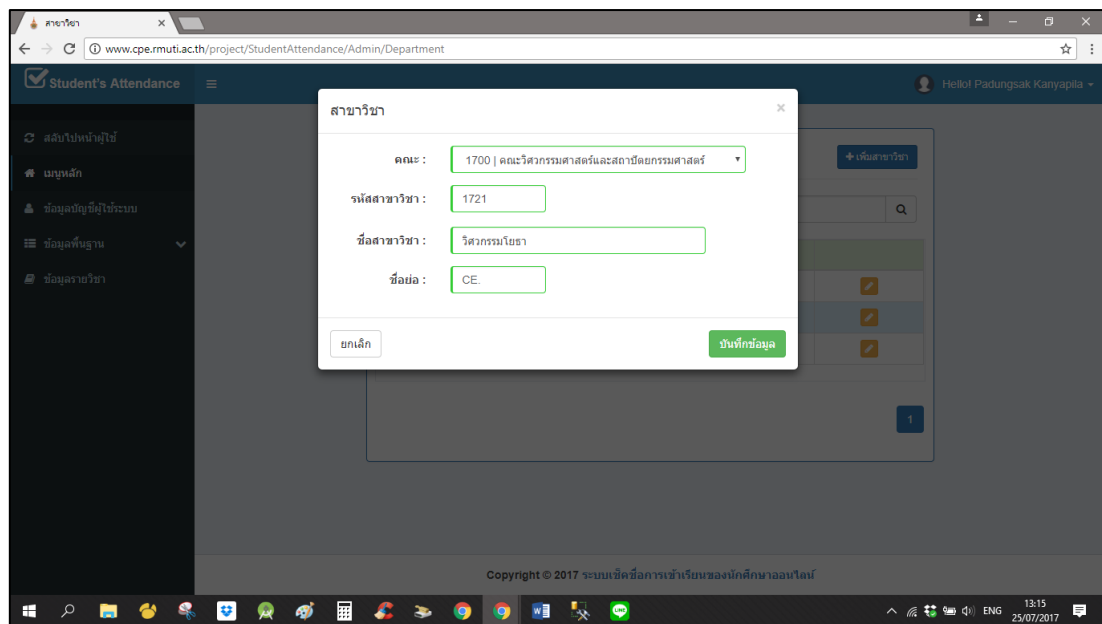 สาขาวิชา
www.cpe.rmuti.ac.th/project/StudentAttendance/Admin/Department
Student's Attendance
Hello! Padungsak Kanyapila
สาขาวิชา
×
สลับไปหน้าผู้ใช้
เมนูหลัก
ข้อมูลบัญชีผู้ใช้ระบบ
ข้อมูลพื้นฐาน
ข้อมูลรายวิชา
เพิ่มสาขาวิชา
คณะ :
1700 | คณะวิศวกรรมศาสตร์และสถาปัตยกรรมศาสตร์
รหัสสาขาวิชา :
1721
ชื่อสาขาวิชา :
วิศวกรรมโยธา
ชื่อย่อ :
CE.
ยกเลิก
บันทึกข้อมูล
1
Copyright © 2017 ระบบเช็คชื่อการเข้าเรียนของนักศึกษาออนไลน์
LINE
ENG
13:15
25/07/2017